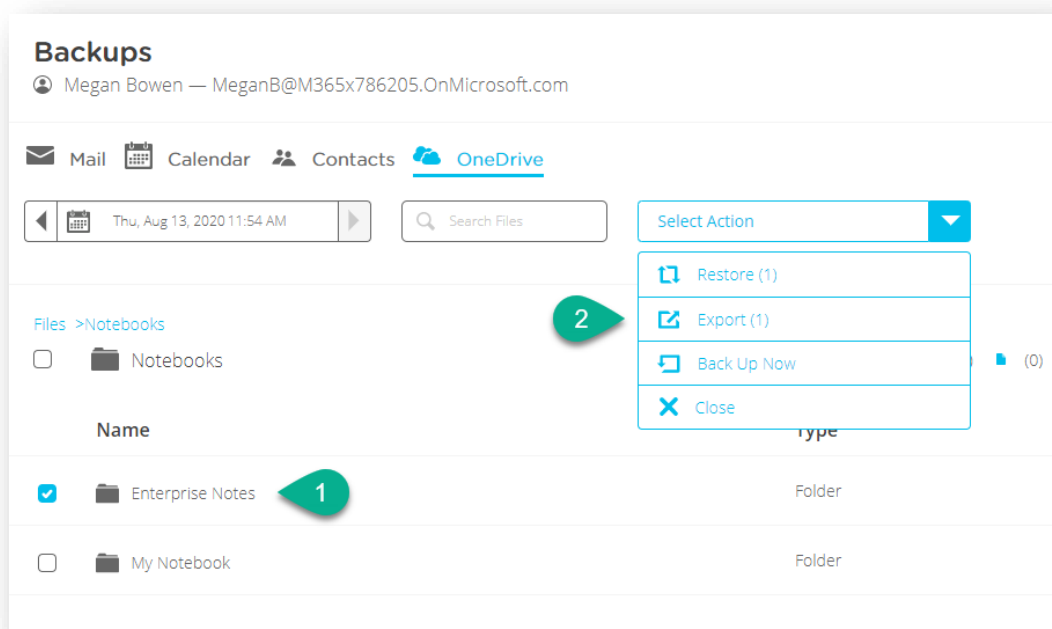 Backups
Megan Bowen — MeganB@M365x786205.OnMicrosoft.com
Mail Calendar Contacts OneDrive
Thu, Aug 13, 2020 11:54 AM Search Files Select Action
Restore (1)
2 Export (1)
Files >Notebooks
Back Up Now
Notebooks (0)
Close
Name Type
Enterprise Notes 1 Folder
My Notebook Folder